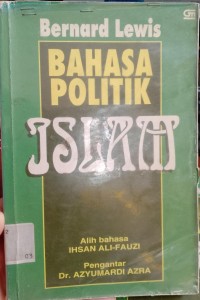 Bernard Lewis
BAHASA
POLITIK
ISLAM
Alih bahasa
IHSAN ALI-FAUZI
Pengantar
Dr. AZYUMARDI AZRA